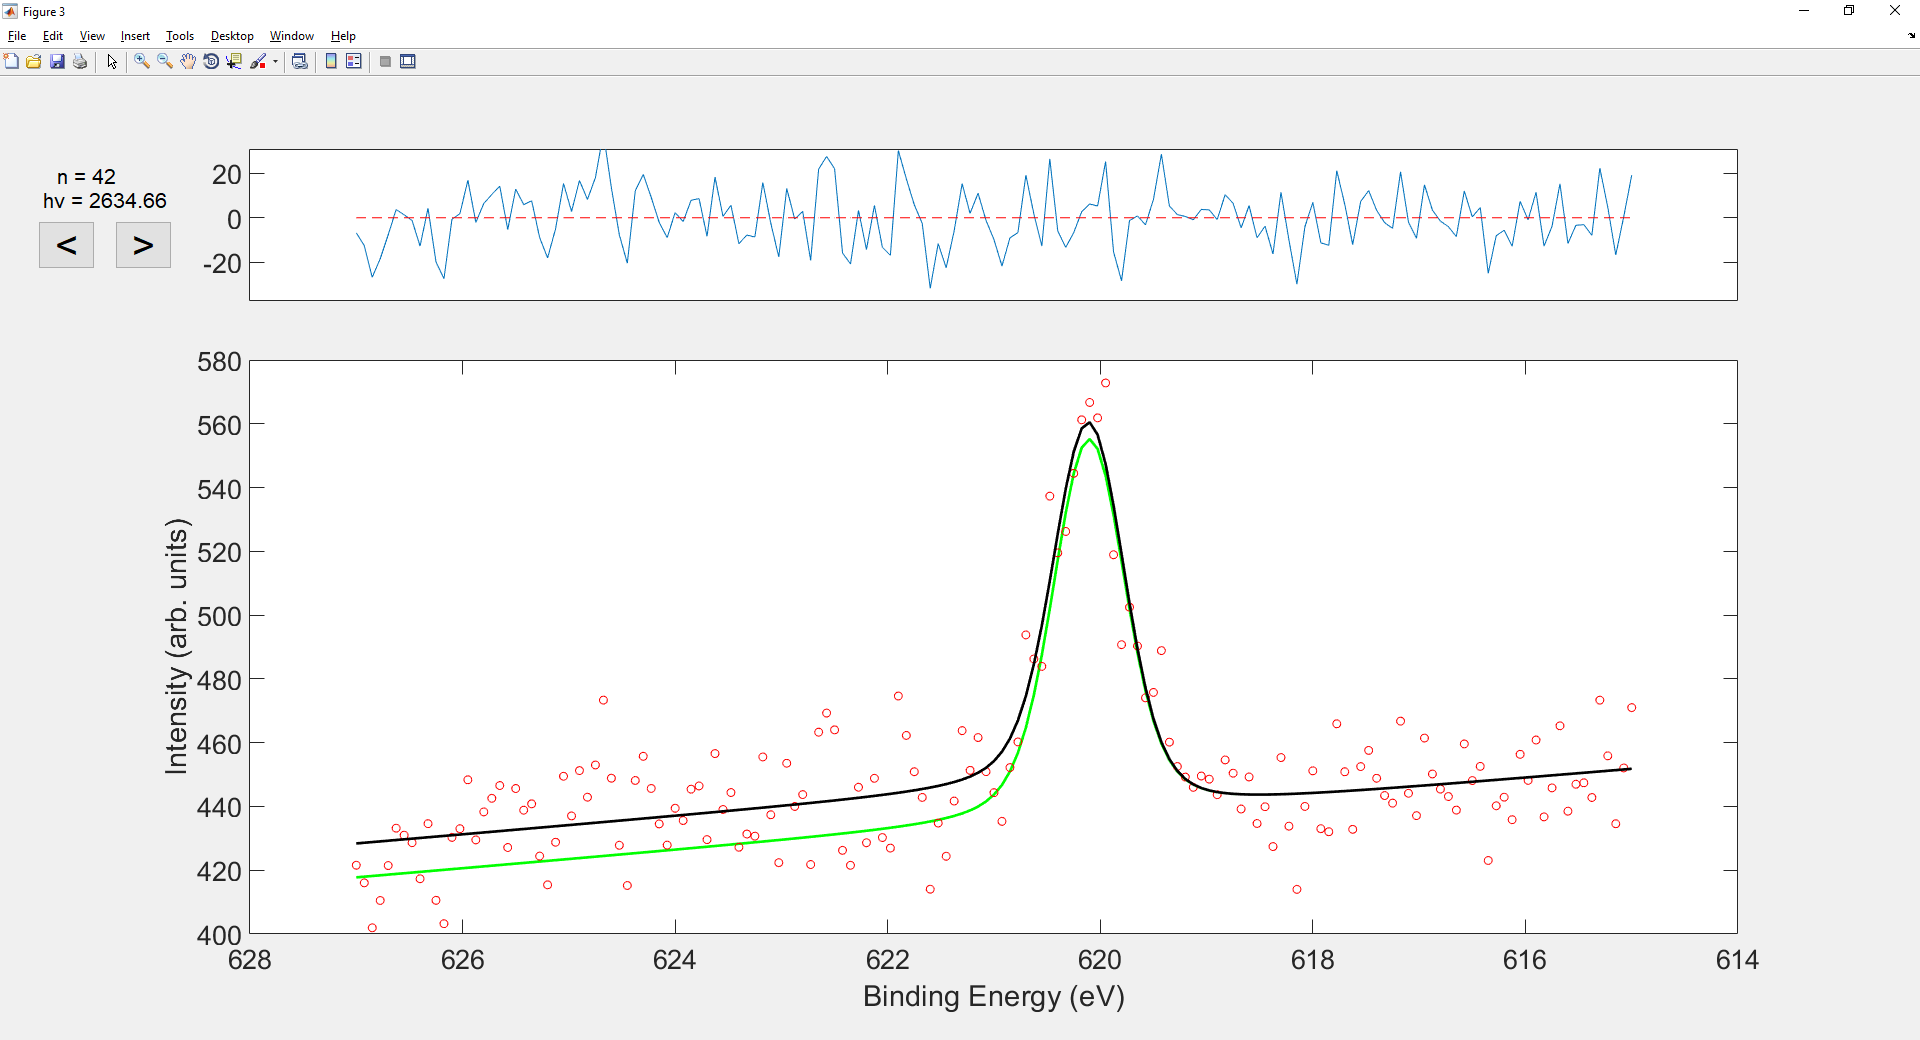 Figure 3
File Edit View Insert Tools Desktop Window Help
n = 42
hν = 2634.66
< >
20
0
-20
580
560
540
520
500
480
460
440
420
400
Intensity (arb. units)
628 626 624 622 620 618 616 614
Binding Energy (eV)